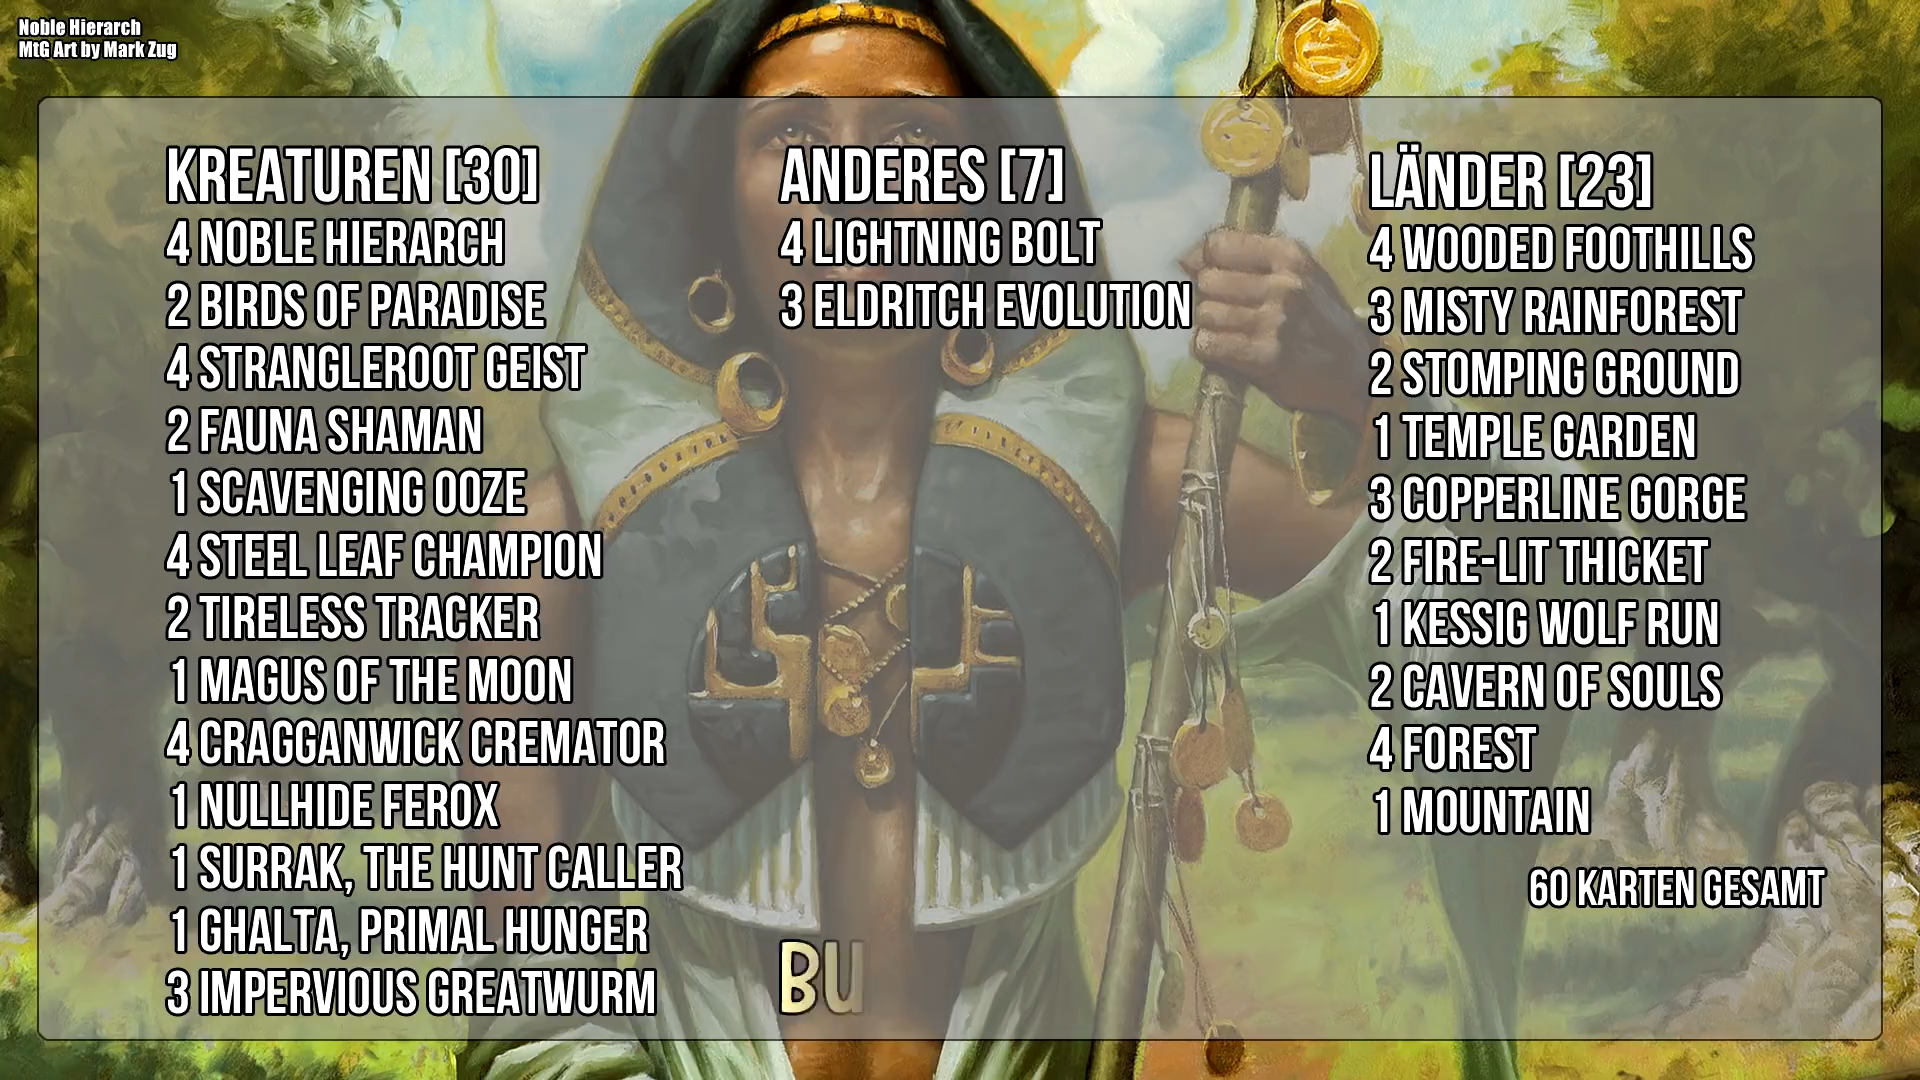 Noble Hierarch
MtG Art by Mark Zug
KREATUREN [30]
4 NOBLE HIERARCH
2 BIRDS OF PARADISE
4 STRANGLEROOT GEIST
2 FAUNA SHAMAN
1 SCAVENGING OOZE
4 STEEL LEAF CHAMPION
2 TIRELESS TRACKER
1 MAGUS OF THE MOON
4 CRAGGANWICK CREMATOR
1 NULLHIDE FEROX
1 SURRAK, THE HUNT CALLER
1 GHALTA, PRIMAL HUNGER
3 IMPERVIOUS GREATWURM
ANDERES [7]
4 LIGHTNING BOLT
3 ELDRITCH EVOLUTION
BU
LÄNDER [23]
4 WOODED FOOTHILLS
3 MISTY RAINFOREST
2 STOMPING GROUND
1 TEMPLE GARDEN
3 COPPERLINE GORGE
2 FIRE-LIT THICKET
1 KESSIG WOLF RUN
2 CAVERN OF SOULS
4 FOREST
1 MOUNTAIN
60 KARTEN GESAMT